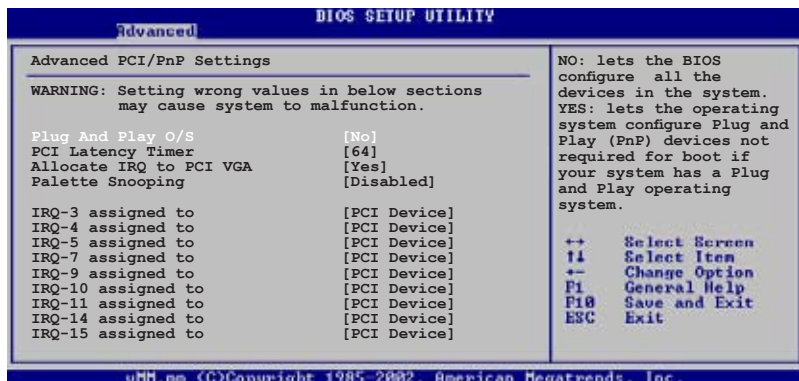 BIOS SETUP UTILITY
Advanced
Advanced PCI/PnP Settings
WARNING: Setting wrong values in below sections
may cause system to malfunction.
Plug And Play O/S [No]
PCI Latency Timer [64]
Allocate IRQ to PCI VGA [Yes]
Palette Snooping [Disabled]
IRQ-3 assigned to [PCI Device]
IRQ-4 assigned to [PCI Device]
IRQ-5 assigned to [PCI Device]
IRQ-7 assigned to [PCI Device]
IRQ-9 assigned to [PCI Device]
IRQ-10 assigned to [PCI Device]
IRQ-11 assigned to [PCI Device]
IRQ-14 assigned to [PCI Device]
IRQ-15 assigned to [PCI Device]
NO: lets the BIOS
configure all the
devices in the system.
YES: lets the operating
system configure Plug and
Play (PnP) devices not
required for boot if
your system has a Plug
and Play operating
system.
↔ Select Screen
↑↓ Select Item
+- Change Option
F1 General Help
F10 Save and Exit
ESC Exit
(C)Copyright 1985-2002, American Megatrends, Inc.